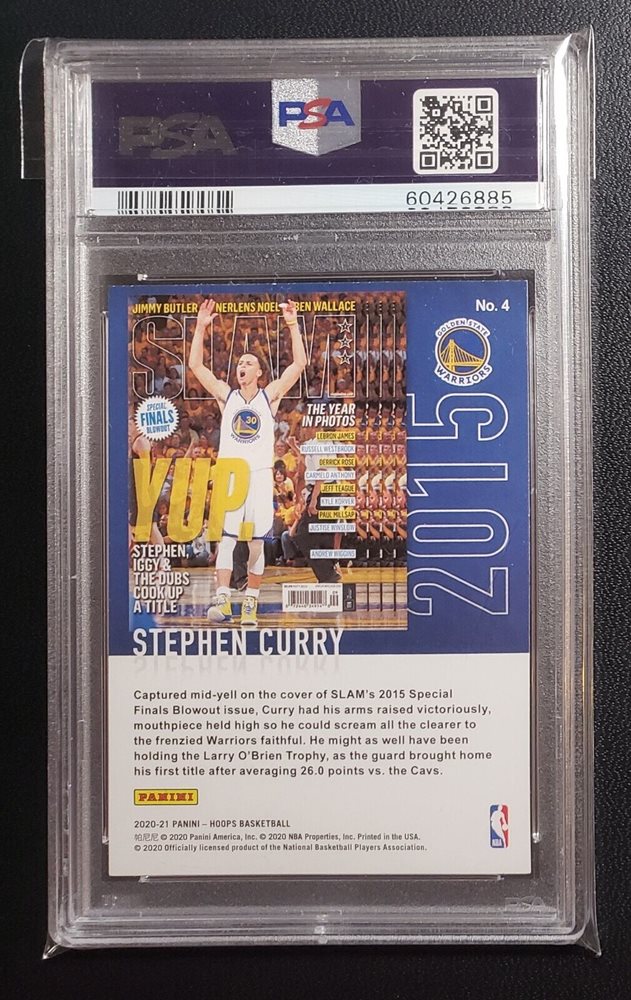 PSA
PSA
60426885
No. 4
JIMMY BUTLER NERLENS NOEL BEN WALLACE
SLAM
GOLDEN STATE
WARRIORS
SPECIAL
FINALS
BLOWOUT
THE YEAR
IN PHOTOS
LEBRON JAMES
RUSSELL WESTBROOK
DERRICK ROSE
CARMELO ANTHONY
JEFF TEAGUE
KYLE KORVER
PAUL MILLSAP
JUSTISE WINSLOW
ANDREW WIGGINS
30
WARRIORS
YUP.
STEPHEN,
IGGY &
THE DUBS
COOK UP
A TITLE
2015
STEPHEN CURRY
Captured mid-yell on the cover of SLAM's 2015 Special
Finals Blowout issue, Curry had his arms raised victoriously,
mouthpiece held high so he could scream all the clearer to
the frenzied Warriors faithful. He might as well have been
holding the Larry O'Brien Trophy, as the guard brought home
his first title after averaging 26.0 points vs. the Cavs.
PANINI
2020-21 PANINI – HOOPS BASKETBALL
帕尼尼 © 2020 Panini America, Inc. © 2020 NBA Properties, Inc. Printed in the USA.
© 2020 Officially licensed product of the National Basketball Players Association.
NBA
PSA